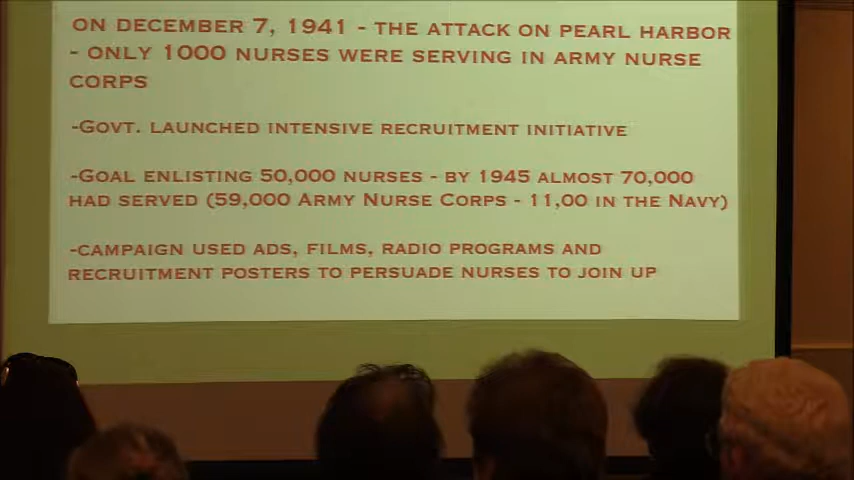 ON DECEMBER 7, 1941 - THE ATTACK ON PEARL HARBOR
- ONLY 1000 NURSES WERE SERVING IN ARMY NURSE
CORPS
-GOVT. LAUNCHED INTENSIVE RECRUITMENT INITIATIVE
-GOAL ENLISTING 50,000 NURSES - BY 1945 ALMOST 70,000
HAD SERVED (59,000 ARMY NURSE CORPS - 11,00 IN THE NAVY)
-CAMPAIGN USED ADS, FILMS, RADIO PROGRAMS AND
RECRUITMENT POSTERS TO PERSUADE NURSES TO JOIN UP